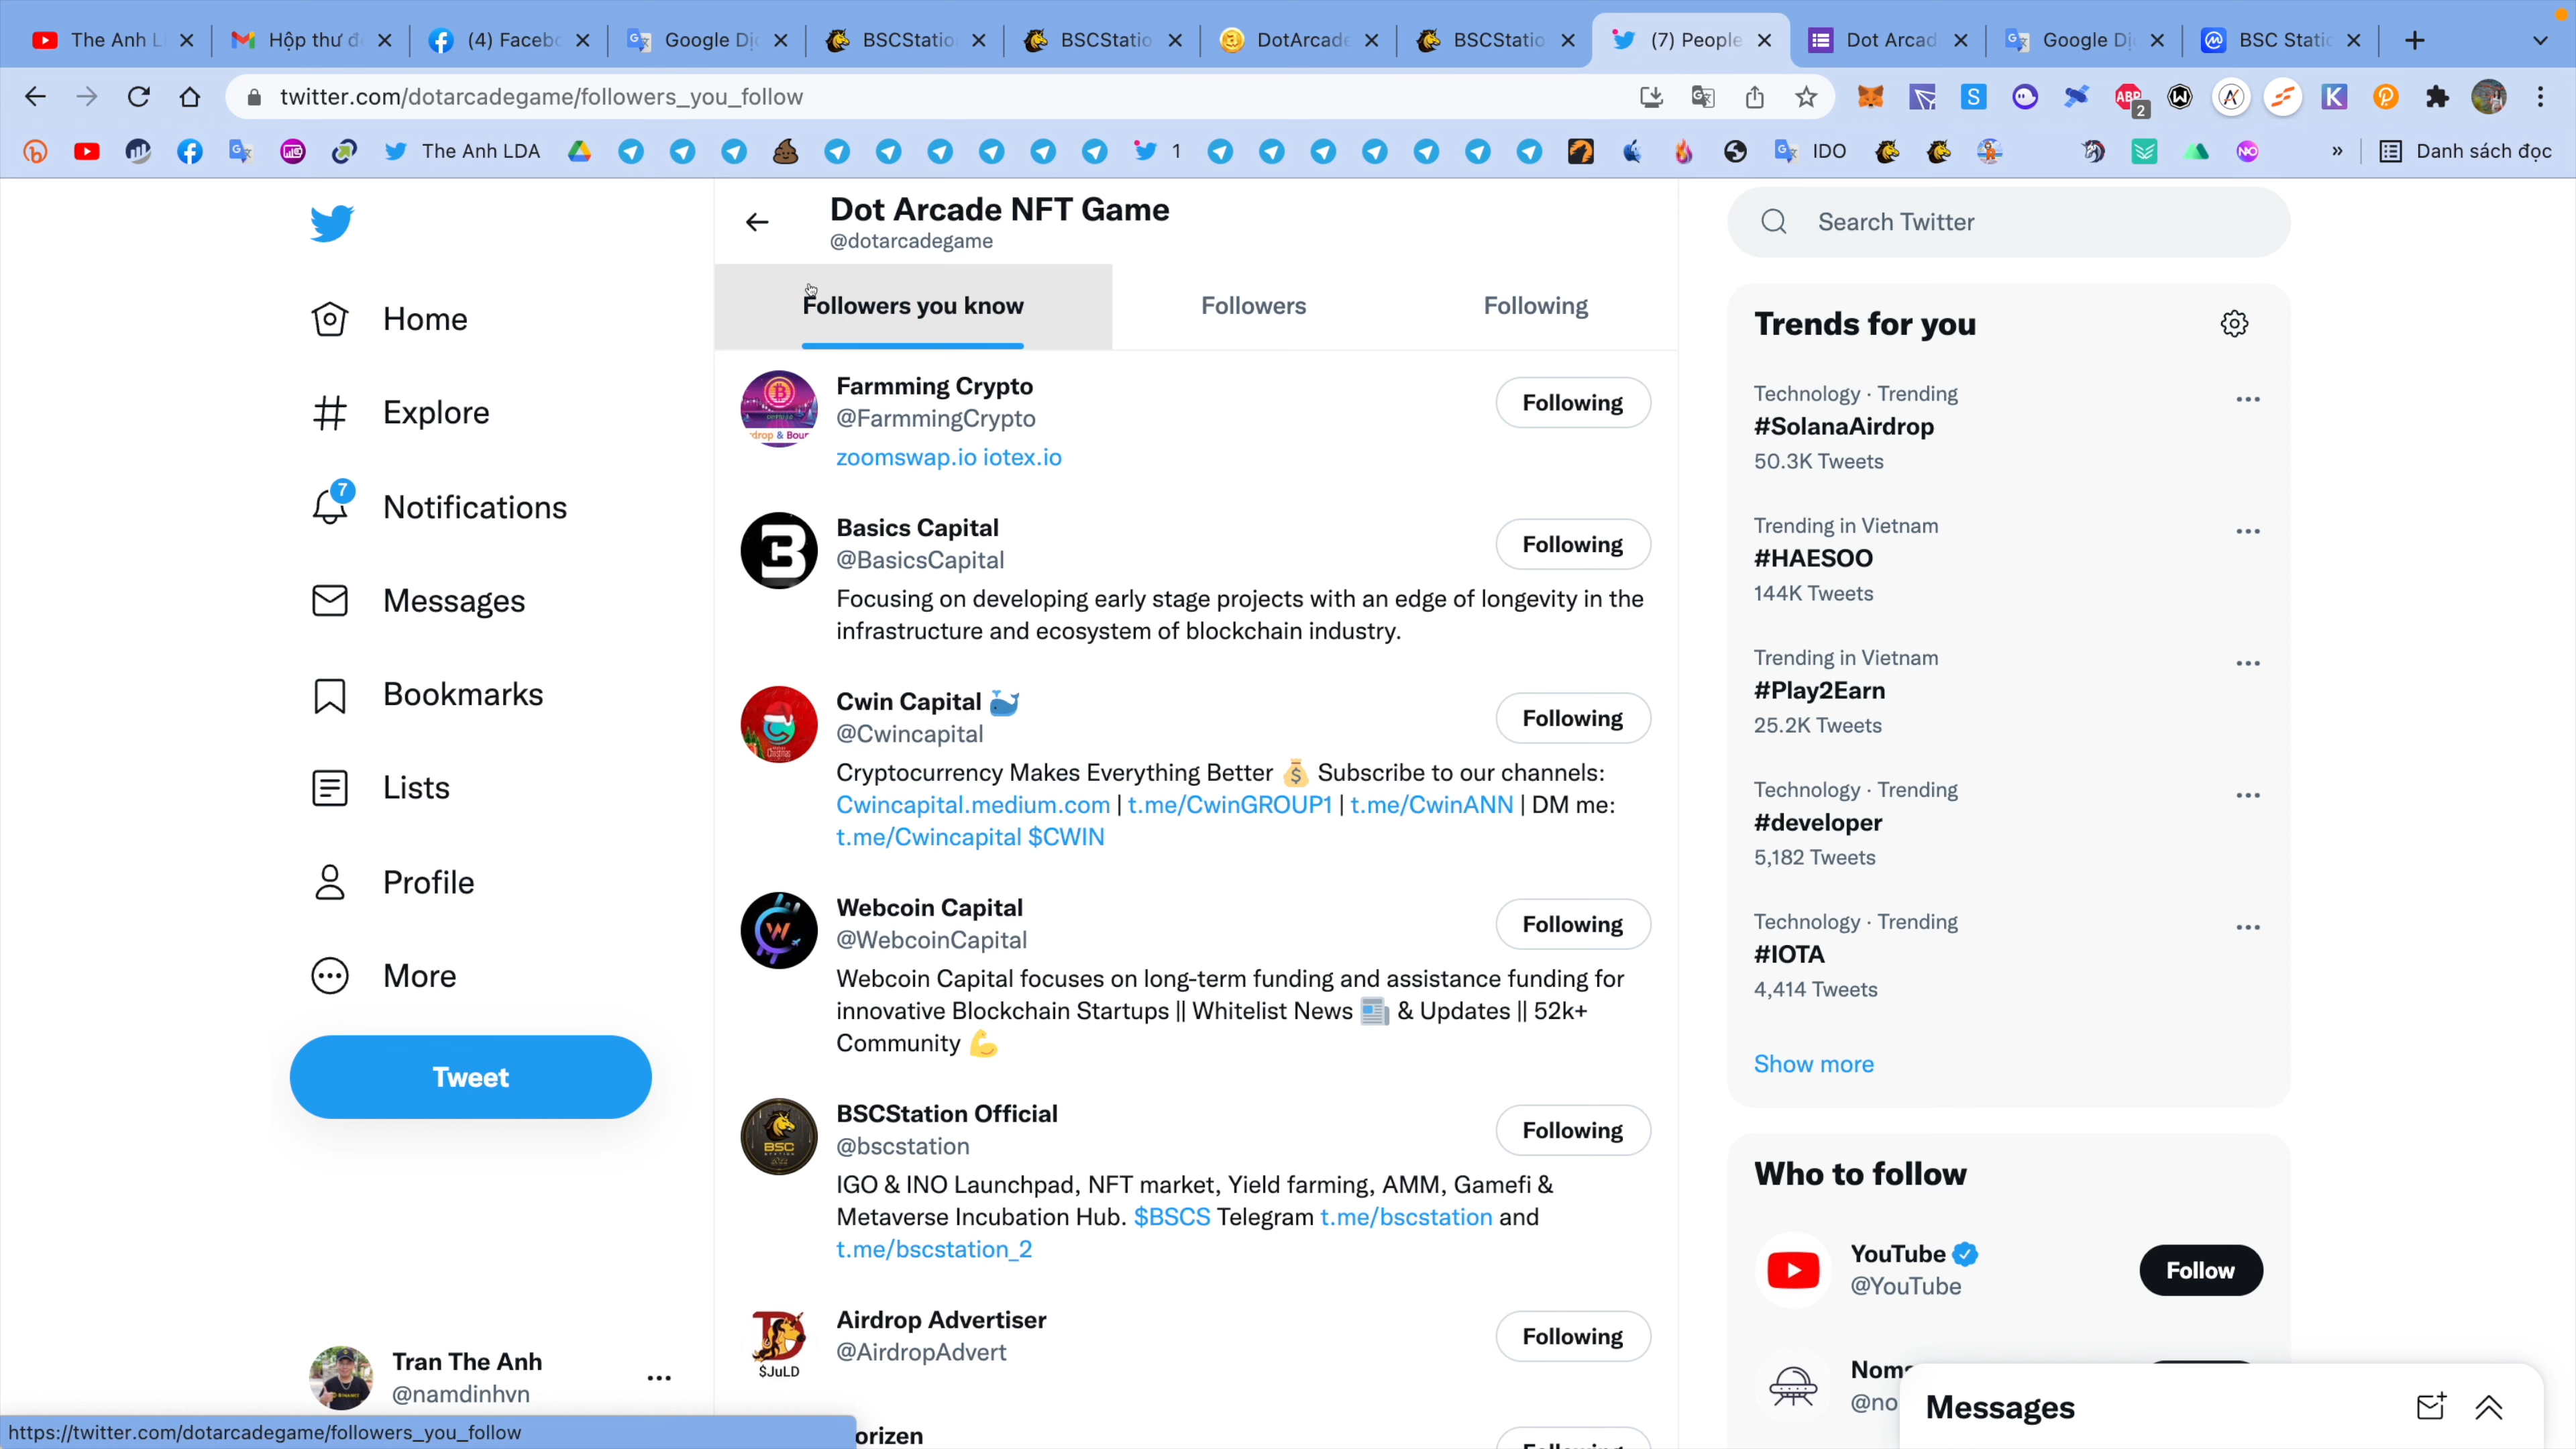 The Anh L
Hộp thư đ
(4) Facebo
Google Dịc
BSCStatio
BSCStatio
DotArcade
BSCStatio
(7) People
Dot Arcad
Google Dị
BSC Static
twitter.com/dotarcadegame/followers_you_follow
The Anh LDA
1
IDO
Danh sách đọc
Dot Arcade NFT Game
@dotarcadegame
Followers you know
Followers
Following
Home
Explore
7
Notifications
Messages
Bookmarks
Lists
Profile
More
Tweet
Tran The Anh
@namdinhvn
Farmming Crypto
@FarmmingCrypto
Following
zoomswap.io iotex.io
Basics Capital
@BasicsCapital
Following
Focusing on developing early stage projects with an edge of longevity in the
infrastructure and ecosystem of blockchain industry.
Cwin Capital 🐳
@Cwincapital
Following
Cryptocurrency Makes Everything Better 💰 Subscribe to our channels:
Cwincapital.medium.com | t.me/CwinGROUP1 | t.me/CwinANN | DM me:
t.me/Cwincapital $CWIN
Webcoin Capital
@WebcoinCapital
Following
Webcoin Capital focuses on long-term funding and assistance funding for
innovative Blockchain Startups || Whitelist News 📰 & Updates || 52k+
Community 💪
BSCStation Official
@bscstation
Following
IGO & INO Launchpad, NFT market, Yield farming, AMM, Gamefi &
Metaverse Incubation Hub. $BSCS Telegram t.me/bscstation and
t.me/bscstation_2
$JuLD
Airdrop Advertiser
@AirdropAdvert
Following
orizen
Following
Search Twitter
Trends for you
Technology · Trending
#SolanaAirdrop
50.3K Tweets
Trending in Vietnam
#HAESOO
144K Tweets
Trending in Vietnam
#Play2Earn
25.2K Tweets
Technology · Trending
#developer
5,182 Tweets
Technology · Trending
#IOTA
4,414 Tweets
Show more
Who to follow
YouTube
@YouTube
Follow
Noms
@no
Messages
https://twitter.com/dotarcadegame/followers_you_follow